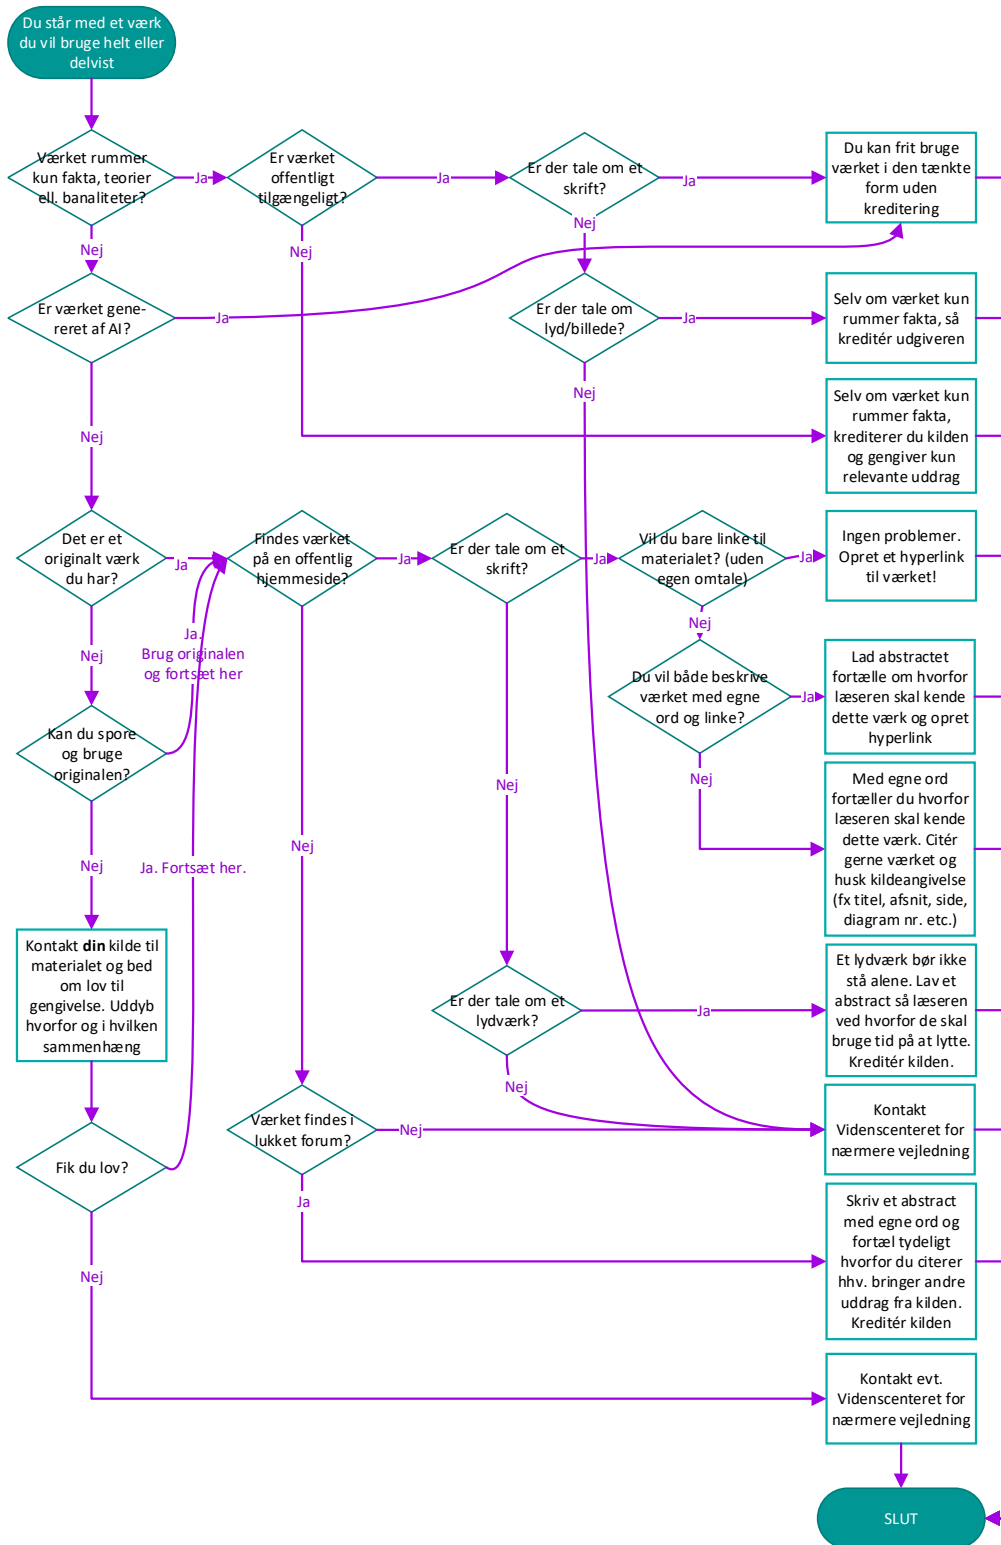 Du står med et værk
du vil bruge helt eller
delvist
Værket rummer
kun fakta, teorier
ell. banaliteter?
Ja
Er værket
offentligt
tilgængeligt?
Ja
Er der tale om et
skrift?
Ja
Du kan frit bruge
værket i den tænkte
form uden
kreditering
Nej
Nej
Nej
Er værket gene-
reret af AI?
Ja
Er der tale om
lyd/billede?
Ja
Selv om værket kun
rummer fakta, så
kreditér udgiveren
Nej
Nej
Selv om værket kun
rummer fakta,
krediterer du kilden
og gengiver kun
relevante uddrag
Det er et
originalt værk
du har?
Ja
Findes værket
på en offentlig
hjemmeside?
Ja
Er der tale om et
skrift?
Ja
Vil du bare linke til
materialet? (uden
egen omtale)
Ja
Ingen problemer.
Opret et hyperlink
til værket!
Nej
Ja.
Brug originalen
og fortsæt her
Nej
Du vil både beskrive
værket med egne
ord og linke?
Ja
Lad abstractet
fortælle om hvorfor
læseren skal kende
dette værk og opret
hyperlink
Kan du spore
og bruge
originalen?
Nej
Nej
Med egne ord
fortæller du hvorfor
læseren skal kende
dette værk. Citér
gerne værket og
husk kildeangivelse
(fx titel, afsnit, side,
diagram nr. etc.)
Nej
Ja. Fortsæt her.
Nej
Kontakt din kilde til
materialet og bed
om lov til
gengivelse. Uddyb
hvorfor og i hvilken
sammenhæng
Er der tale om et
lydværk?
Ja
Et lydværk bør ikke
stå alene. Lav et
abstract så læseren
ved hvorfor de skal
bruge tid på at lytte.
Kreditér kilden.
Nej
Værket findes i
lukket forum?
Nej
Kontakt
Videnscenteret for
nærmere vejledning
Fik du lov?
Ja
Skriv et abstract
med egne ord og
fortæl tydeligt
hvorfor du citerer
hhv. bringer andre
uddrag fra kilden.
Kreditér kilden
Nej
Kontakt evt.
Videnscenteret for
nærmere vejledning
SLUT